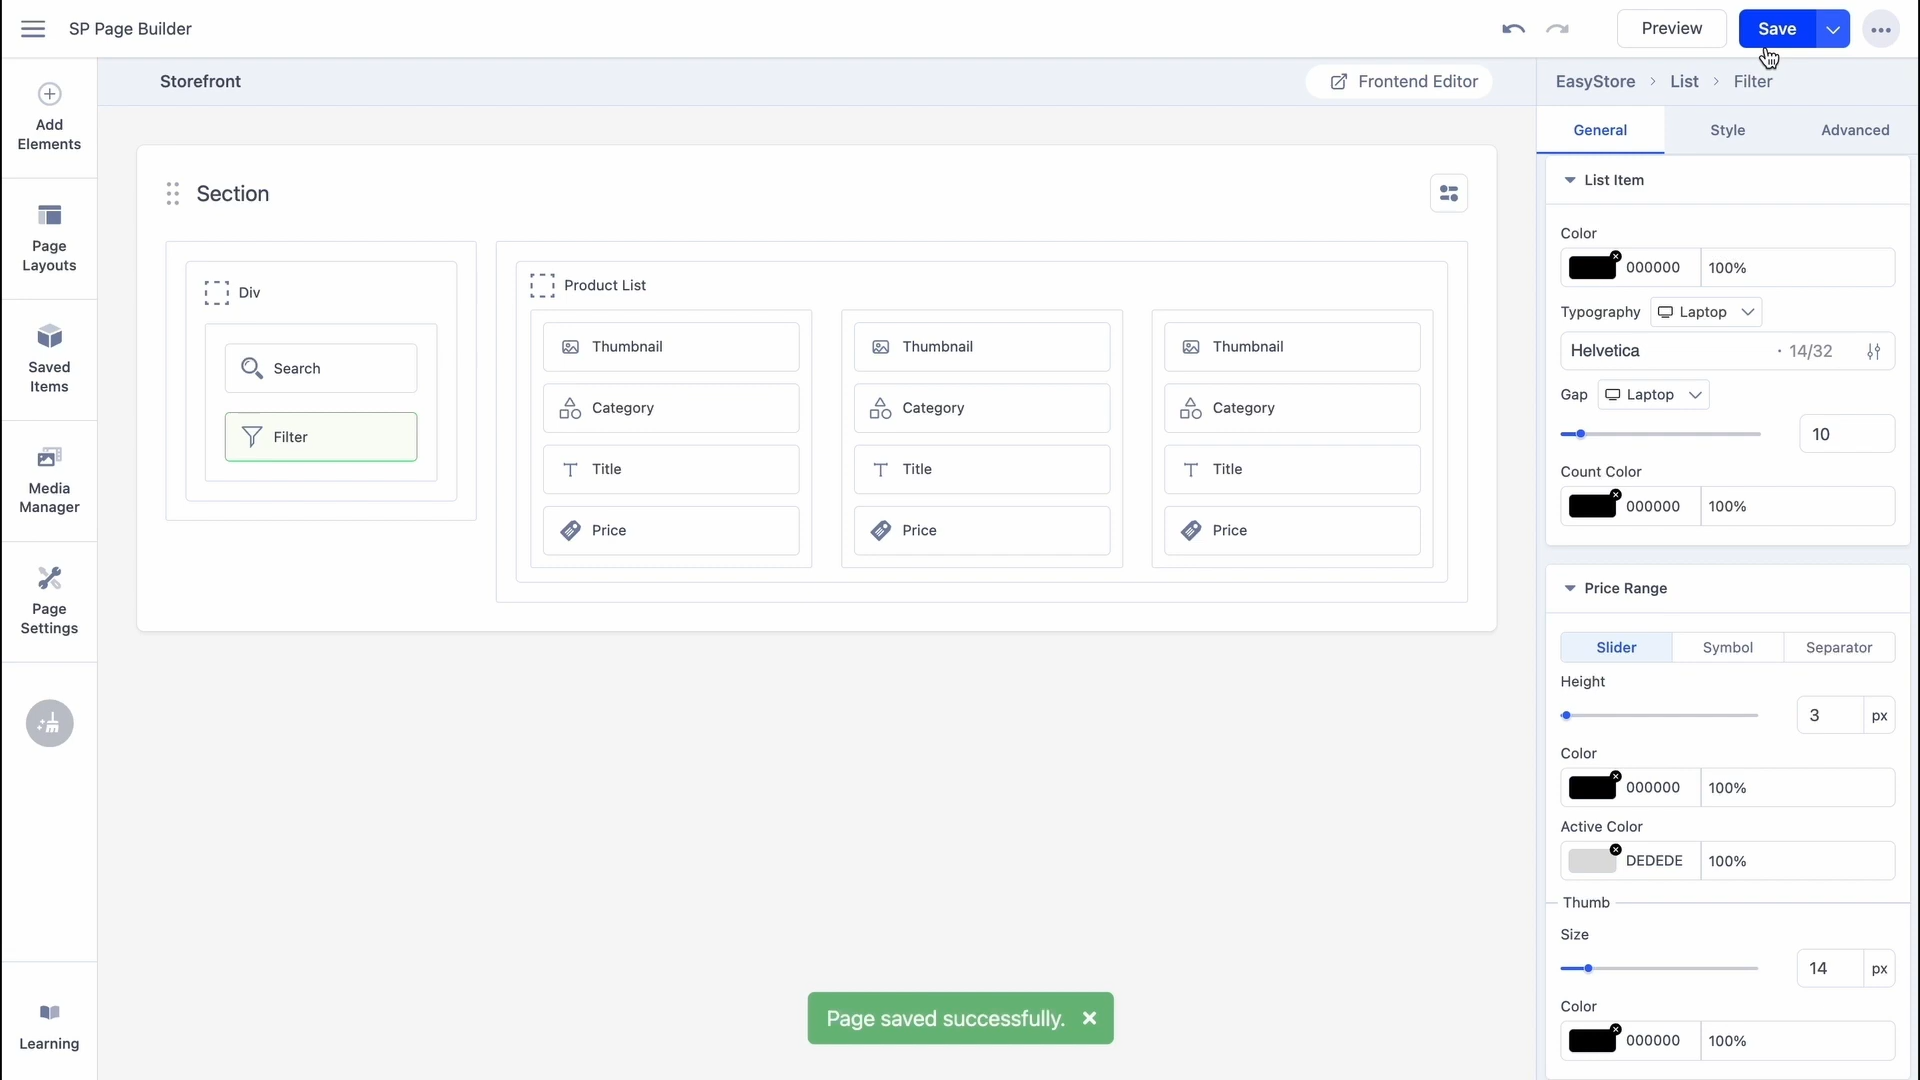 SP Page Builder
Preview
Save
Storefront
Frontend Editor
EasyStore > List > Filter
General
Style
Advanced
Add
Elements
Page
Layouts
Saved
Items
Media
Manager
Page
Settings
Learning
Section
Div
Search
Filter
Product List
Thumbnail
Category
Title
Price
Thumbnail
Category
Title
Price
Thumbnail
Category
Title
Price
List Item
Color
000000 100%
Typography Laptop
Helvetica · 14/32
Gap Laptop
10
Count Color
000000 100%
Price Range
Slider Symbol Separator
Height
3 px
Color
000000 100%
Active Color
DEDEDE 100%
Thumb
Size
14 px
Color
000000 100%
Page saved successfully.